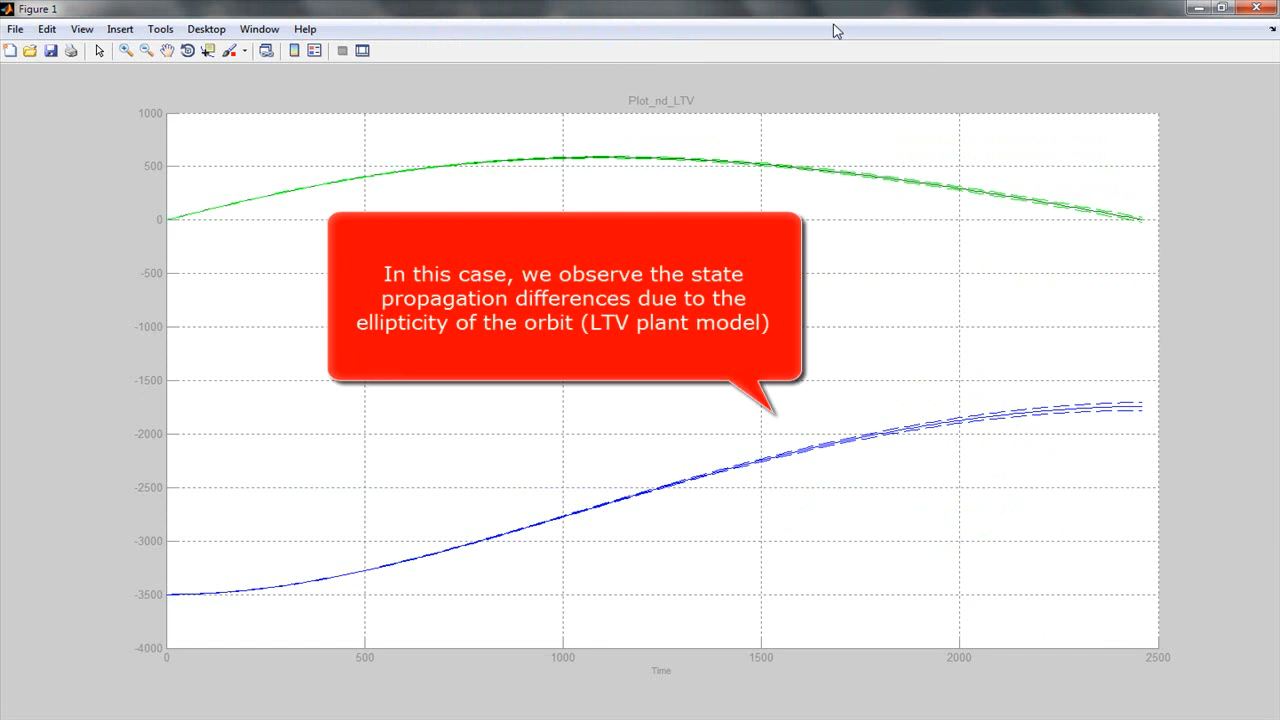 Figure 1
File Edit View Insert Tools Desktop Window Help
Plot_nd_LTV
1000
500
0
-500
-1000
-1500
-2000
-2500
-3000
-3500
-4000
In this case, we observe the state
propagation differences due to the
ellipticity of the orbit (LTV plant model)
0 500 1000 1500 2000 2500
Time